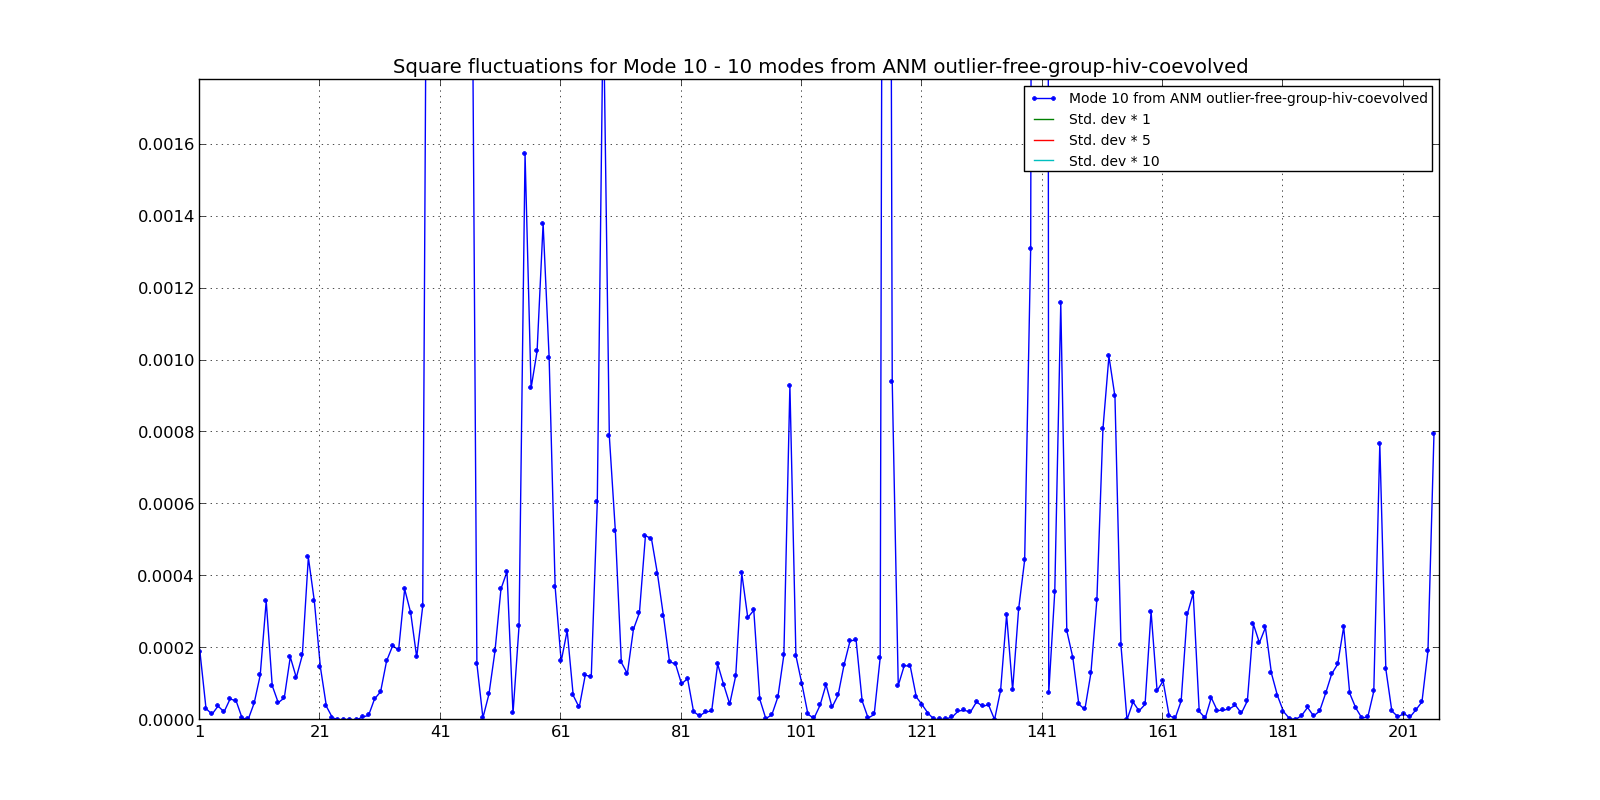 Square fluctuations for Mode 10 - 10 modes from ANM outlier-free-group-hiv-coevolved
Mode 10 from ANM outlier-free-group-hiv-coevolved
Std. dev * 1
Std. dev * 5
Std. dev * 10
0.0016
0.0014
0.0012
0.0010
0.0008
0.0006
0.0004
0.0002
0.0000
1 21 41 61 81 101 121 141 161 181 201